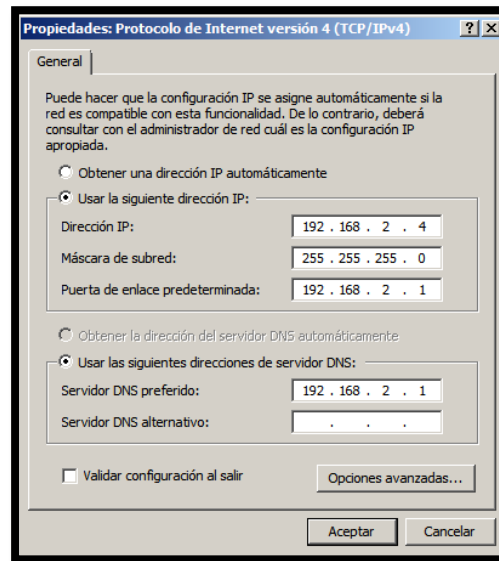 Propiedades: Protocolo de Internet versión 4 (TCP/IPv4)
General
Puede hacer que la configuración IP se asigne automáticamente si la
red es compatible con esta funcionalidad. De lo contrario, deberá
consultar con el administrador de red cuál es la configuración IP
apropiada.
Obtener una dirección IP automáticamente
Usar la siguiente dirección IP:
Dirección IP: 192 . 168 . 2 . 4
Máscara de subred: 255 . 255 . 255 . 0
Puerta de enlace predeterminada: 192 . 168 . 2 . 1
Obtener la dirección del servidor DNS automáticamente
Usar las siguientes direcciones de servidor DNS:
Servidor DNS preferido: 192 . 168 . 2 . 1
Servidor DNS alternativo: . . .
Validar configuración al salir Opciones avanzadas...
Aceptar Cancelar